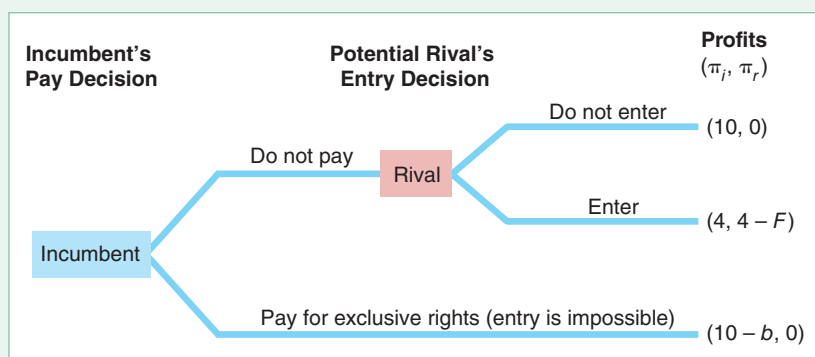 Incumbent's
Pay Decision
Potential Rival's
Entry Decision
Profits
(πi, πr)
Do not enter
(10, 0)
Do not pay
Rival
Enter
(4, 4 – F)
Incumbent
Pay for exclusive rights (entry is impossible)
(10 – b, 0)